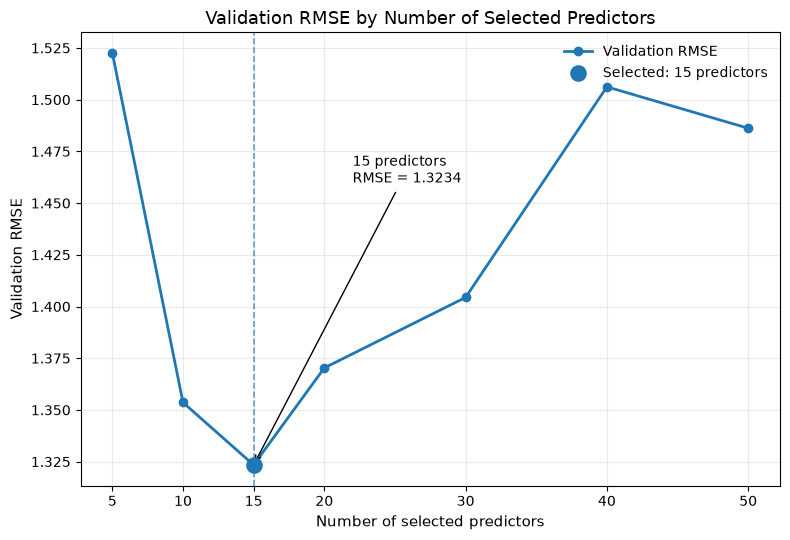 Validation RMSE by Number of Selected Predictors
Validation RMSE
Selected: 15 predictors
15 predictors
RMSE = 1.3234
Validation RMSE
1.525
1.500
1.475
1.450
1.425
1.400
1.375
1.350
1.325
5 10 15 20 30 40 50
Number of selected predictors